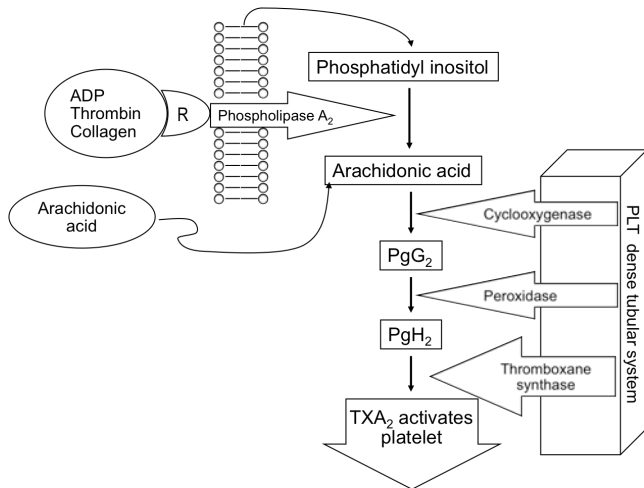 Phosphatidyl inositol
ADP
Thrombin
Collagen
R
Phospholipase A₂
Arachidonic acid
Arachidonic
acid
Cyclooxygenase
PgG₂
Peroxidase
PgH₂
Thromboxane
synthase
TXA₂ activates
platelet
PLT dense tubular system